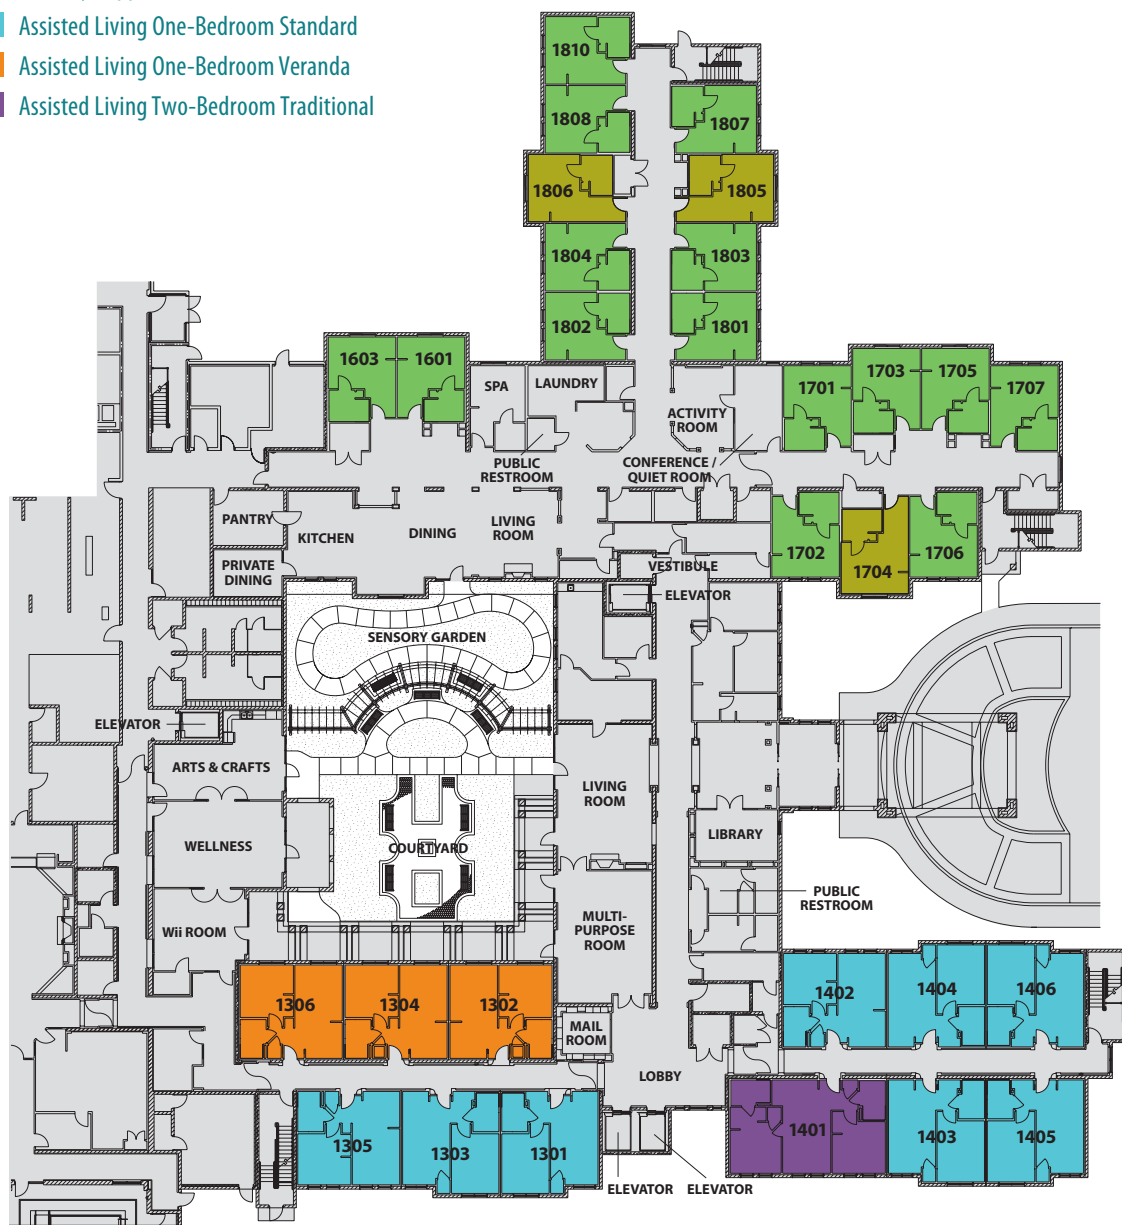 Assisted Living One-Bedroom Standard
Assisted Living One-Bedroom Veranda
Assisted Living Two-Bedroom Traditional
1810
1808
1807
1806
1805
1804
1803
1802
1801
1603
1601
SPA
LAUNDRY
ACTIVITY
ROOM
1701
1703
1705
1707
PUBLIC
RESTROOM
CONFERENCE /
QUIET ROOM
PANTRY
KITCHEN
DINING
LIVING
ROOM
PRIVATE
DINING
VESTIBULE
1702
1704
1706
ELEVATOR
SENSORY GARDEN
ELEVATOR
ARTS & CRAFTS
LIVING
ROOM
WELLNESS
COURTYARD
LIBRARY
PUBLIC
RESTROOM
Wii ROOM
MULTI-
PURPOSE
ROOM
1306
1304
1302
1402
1404
1406
MAIL
ROOM
LOBBY
1305
1303
1301
1401
1403
1405
ELEVATOR
ELEVATOR